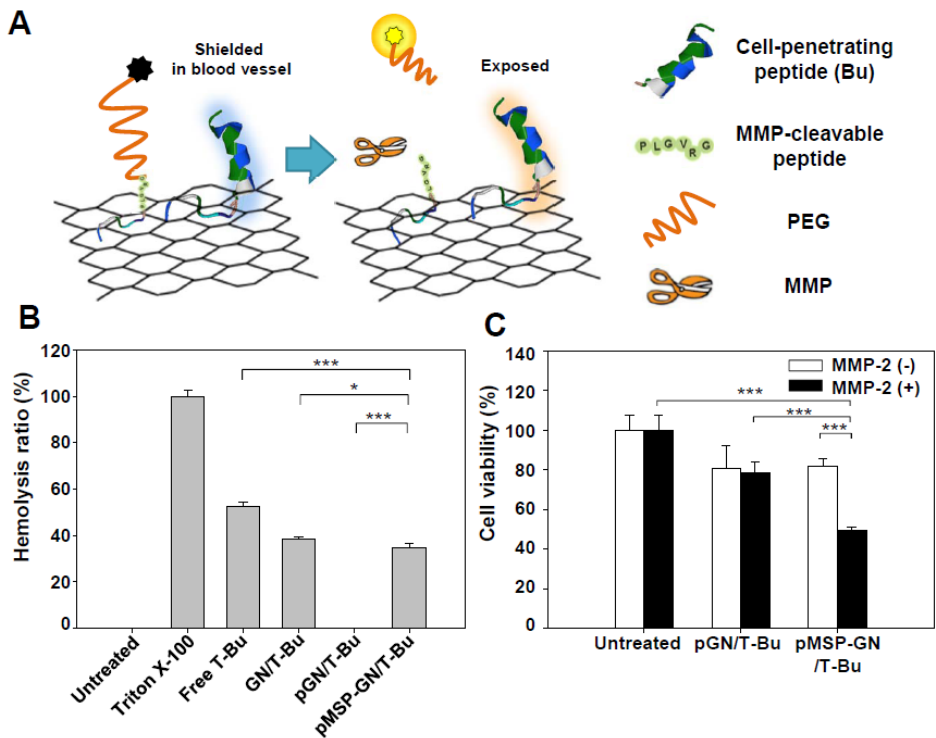 A
Shielded
in blood vessel
Exposed
Cell-penetrating
peptide (Bu)
P L G V R G
MMP-cleavable
peptide
PEG
MMP
B
Hemolysis ratio (%)
120
100
80
60
40
20
0
***
*
***
Untreated
Triton X-100
Free T-Bu
GN/T-Bu
pGN/T-Bu
pMSP-GN/T-Bu
C
Cell viability (%)
140
120
100
80
60
40
20
0
MMP-2 (-)
MMP-2 (+)
***
***
***
Untreated
pGN/T-Bu
pMSP-GN
/T-Bu